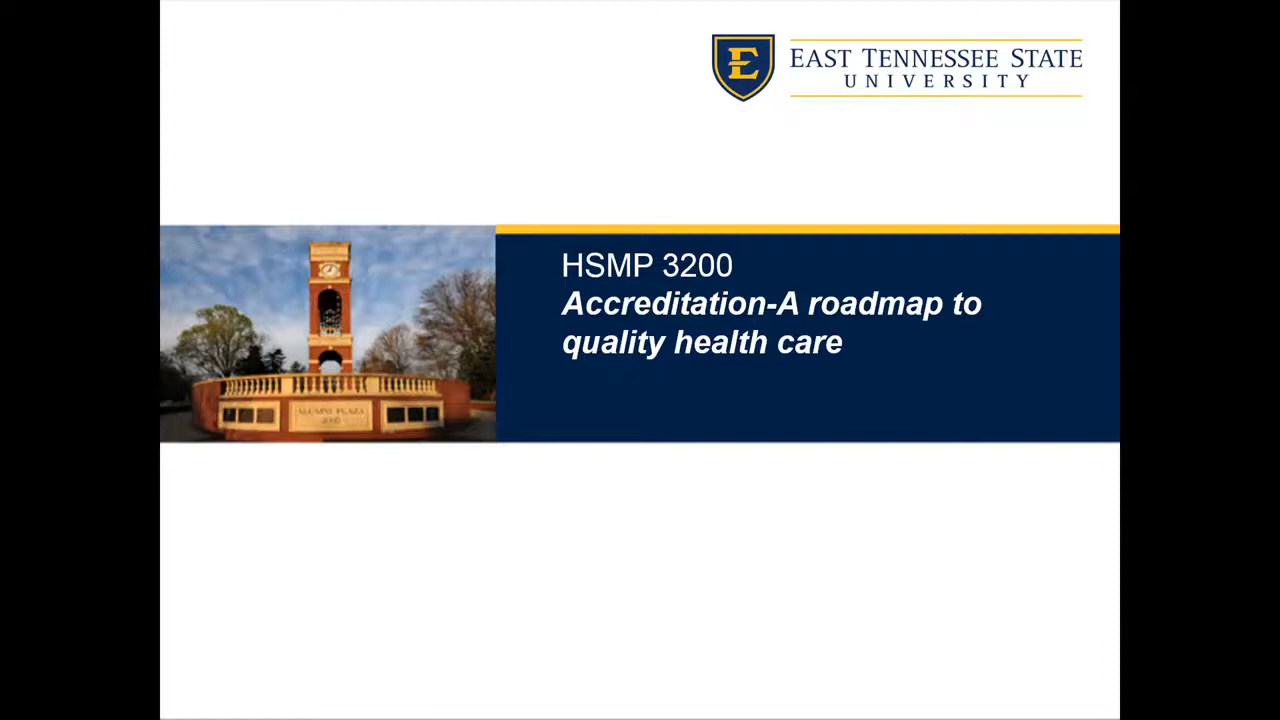 E
EAST TENNESSEE STATE
UNIVERSITY
HSMP 3200
Accreditation-A roadmap to
quality health care
ALUMNI PLAZA